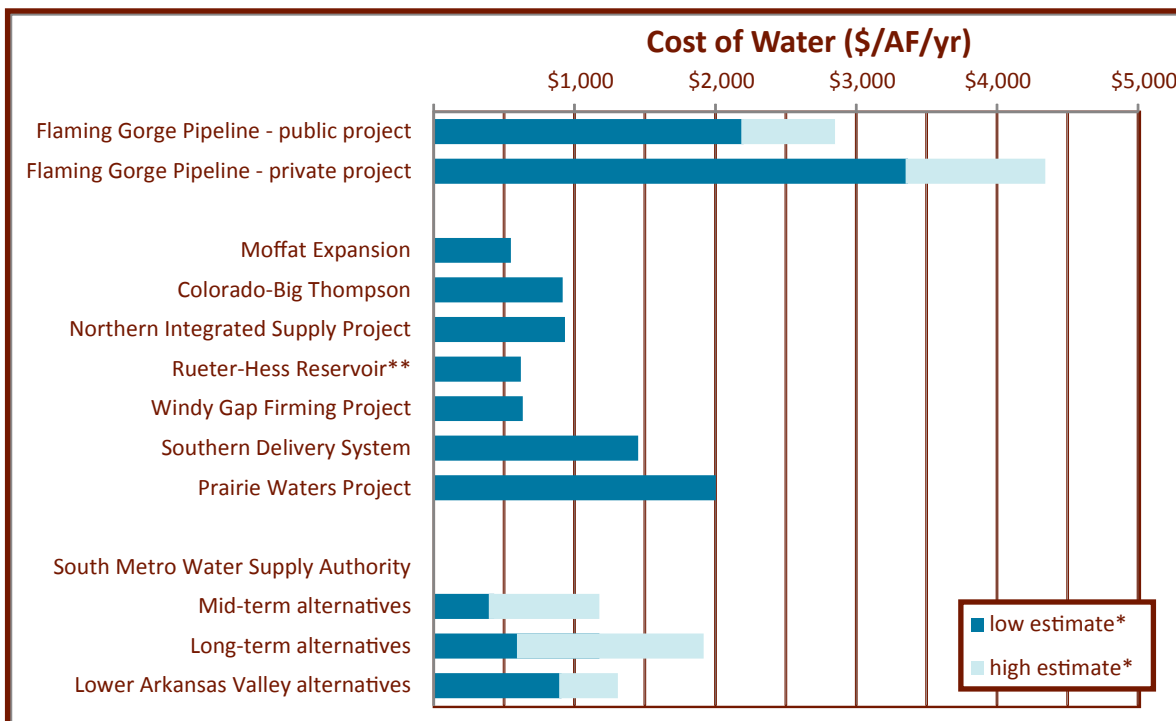 Cost of Water ($/AF/yr)
$1,000 $2,000 $3,000 $4,000 $5,000
Flaming Gorge Pipeline - public project
Flaming Gorge Pipeline - private project
Moffat Expansion
Colorado-Big Thompson
Northern Integrated Supply Project
Rueter-Hess Reservoir**
Windy Gap Firming Project
Southern Delivery System
Prairie Waters Project
South Metro Water Supply Authority
Mid-term alternatives
Long-term alternatives
Lower Arkansas Valley alternatives
low estimate*
high estimate*